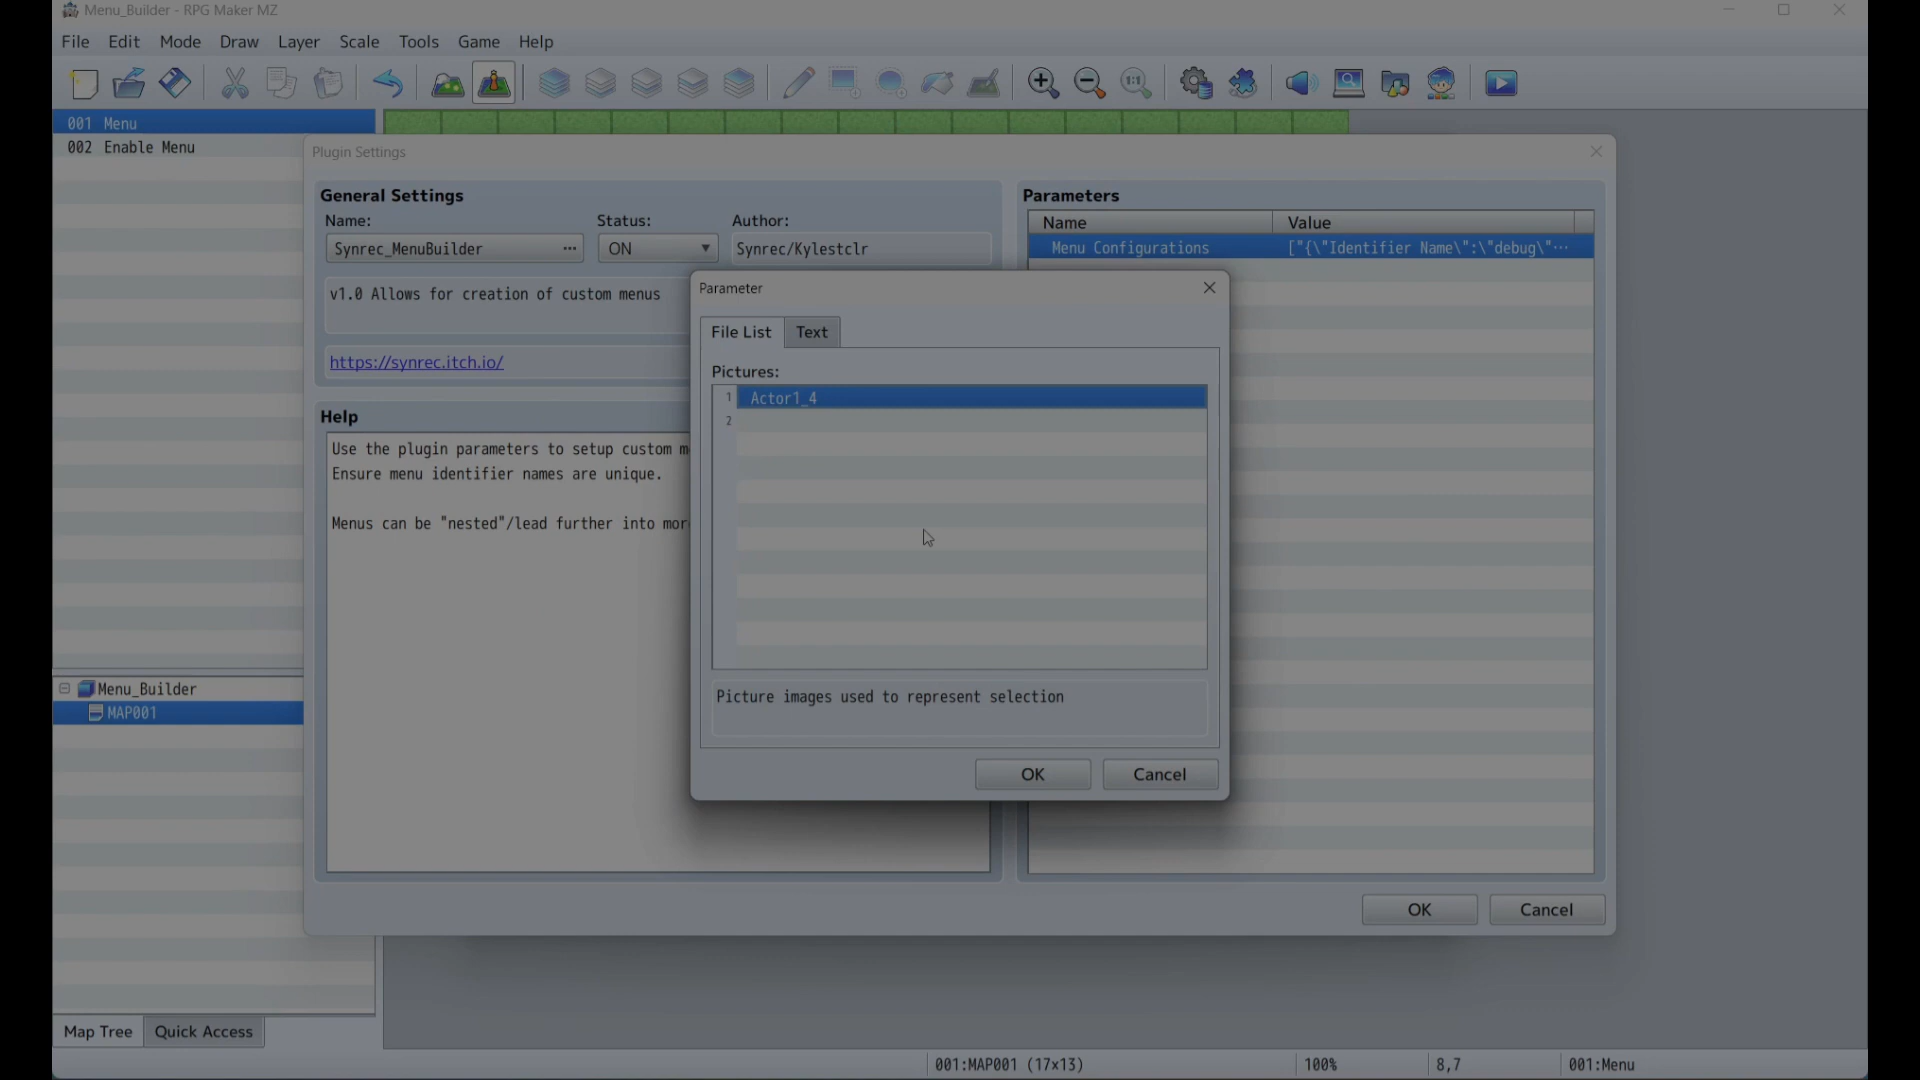 Menu_Builder - RPG Maker MZ
File Edit Mode Draw Layer Scale Tools Game Help
1:1
001 Menu
002 Enable Menu
Plugin Settings
General Settings
Name: Status: Author:
Synrec_MenuBuilder ... ON Synrec/Kylestclr
v1.0 Allows for creation of custom menus
https://synrec.itch.io/
Help
Use the plugin parameters to setup custom m
Ensure menu identifier names are unique.
Menus can be "nested"/lead further into mor
Parameters
Name Value
Menu Configurations ["{\"Identifier Name\":\"debug\"…
Parameter
File List Text
Pictures:
1 Actor1_4
2
Picture images used to represent selection
OK Cancel
OK Cancel
Menu_Builder
MAP001
Map Tree Quick Access
001:MAP001 (17×13) 100% 8,7 001:Menu